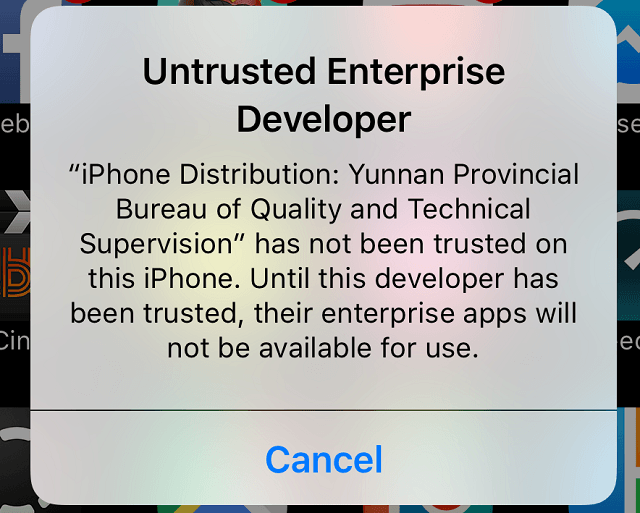 Untrusted Enterprise
Developer
“iPhone Distribution: Yunnan Provincial
Bureau of Quality and Technical
Supervision” has not been trusted on
this iPhone. Until this developer has
been trusted, their enterprise apps will
not be available for use.
eb
se
Cin
ed
Cancel